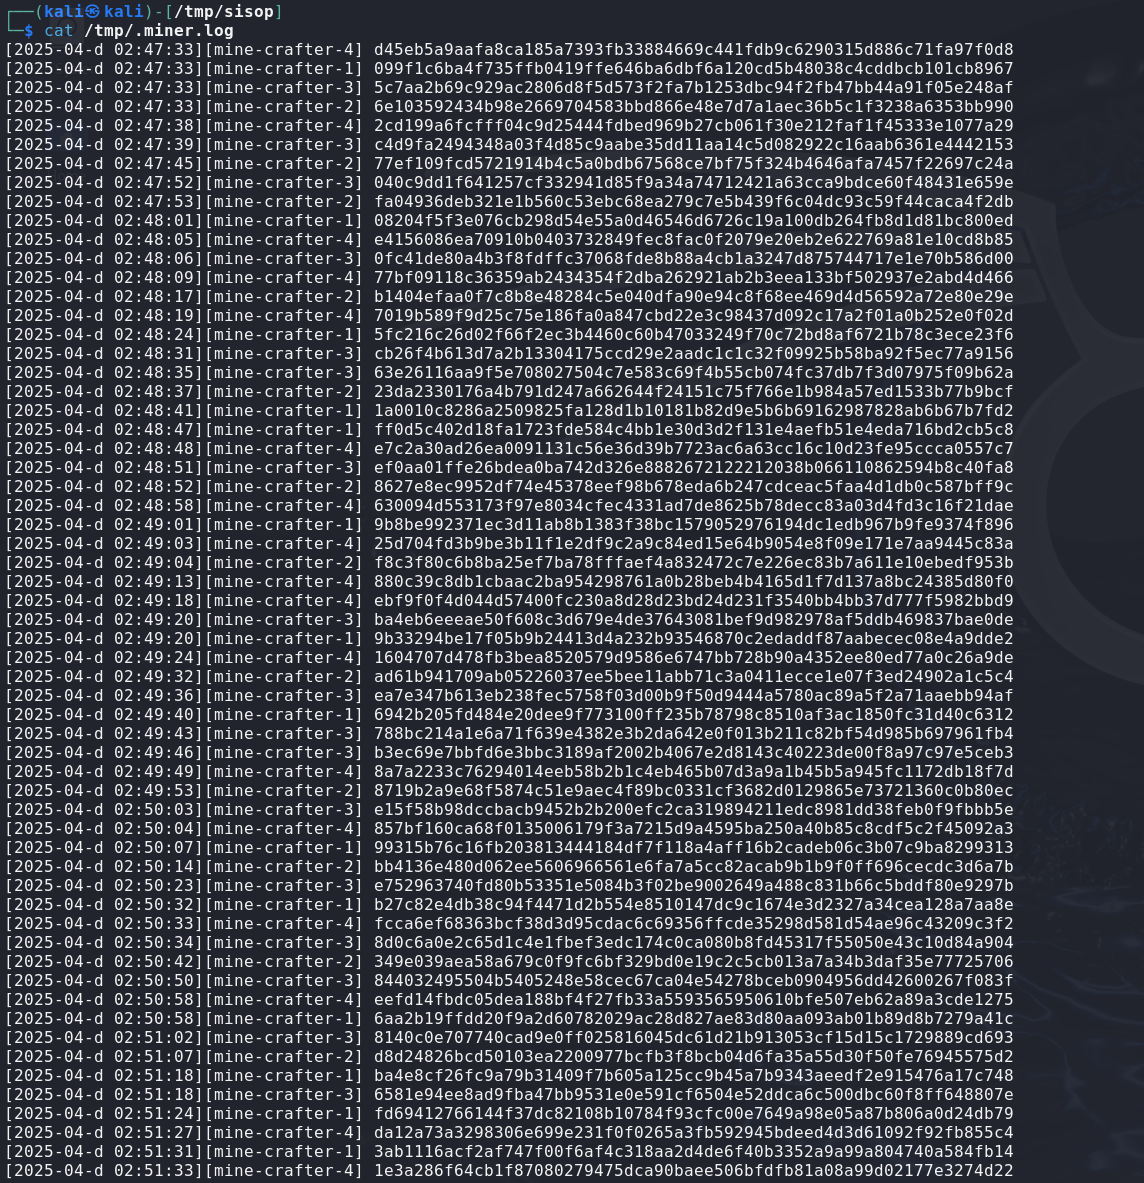 ┌──(kali㉿kali)-[/tmp/sisop]
└─$ cat /tmp/.miner.log
[2025-04-d 02:47:33][mine-crafter-4] d45eb5a9aafa8ca185a7393fb33884669c441fdb9c6290315d886c71fa97f0d8
[2025-04-d 02:47:33][mine-crafter-1] 099f1c6ba4f735ffb0419ffe646ba6dbf6a120cd5b48038c4cddbcb101cb8967
[2025-04-d 02:47:33][mine-crafter-3] 5c7aa2b69c929ac2806d8f5d573f2fa7b1253dbc94f2fb47bb44a91f05e248af
[2025-04-d 02:47:33][mine-crafter-2] 6e103592434b98e2669704583bbd866e48e7d7a1aec36b5c1f3238a6353bb990
[2025-04-d 02:47:38][mine-crafter-4] 2cd199a6fcfff04c9d25444fdbed969b27cb061f30e212faf1f45333e1077a29
[2025-04-d 02:47:39][mine-crafter-3] c4d9fa2494348a03f4d85c9aabe35dd11aa14c5d082922c16aab6361e4442153
[2025-04-d 02:47:45][mine-crafter-2] 77ef109fcd5721914b4c5a0bdb67568ce7bf75f324b4646afa7457f22697c24a
[2025-04-d 02:47:52][mine-crafter-3] 040c9dd1f641257cf332941d85f9a34a74712421a63cca9bdce60f48431e659e
[2025-04-d 02:47:53][mine-crafter-2] fa04936deb321e1b560c53ebc68ea279c7e5b439f6c04dc93c59f44caca4f2db
[2025-04-d 02:48:01][mine-crafter-1] 08204f5f3e076cb298d54e55a0d46546d6726c19a100db264fb8d1d81bc800ed
[2025-04-d 02:48:05][mine-crafter-4] e4156086ea70910b0403732849fec8fac0f2079e20eb2e622769a81e10cd8b85
[2025-04-d 02:48:06][mine-crafter-3] 0fc41de80a4b3f8fdffc37068fde8b88a4cb1a3247d875744717e1e70b586d00
[2025-04-d 02:48:09][mine-crafter-4] 77bf09118c36359ab2434354f2dba262921ab2b3eea133bf502937e2abd4d466
[2025-04-d 02:48:17][mine-crafter-2] b1404efaa0f7c8b8e48284c5e040dfa90e94c8f68ee469d4d56592a72e80e29e
[2025-04-d 02:48:19][mine-crafter-4] 7019b589f9d25c75e186fa0a847cbd22e3c98437d092c17a2f01a0b252e0f02d
[2025-04-d 02:48:24][mine-crafter-1] 5fc216c26d02f66f2ec3b4460c60b47033249f70c72bd8af6721b78c3ece23f6
[2025-04-d 02:48:31][mine-crafter-3] cb26f4b613d7a2b13304175ccd29e2aadc1c1c32f09925b58ba92f5ec77a9156
[2025-04-d 02:48:35][mine-crafter-3] 63e26116aa9f5e708027504c7e583c69f4b55cb074fc37db7f3d07975f09b62a
[2025-04-d 02:48:37][mine-crafter-2] 23da2330176a4b791d247a662644f24151c75f766e1b984a57ed1533b77b9bcf
[2025-04-d 02:48:41][mine-crafter-1] 1a0010c8286a2509825fa128d1b10181b82d9e5b6b69162987828ab6b67b7fd2
[2025-04-d 02:48:47][mine-crafter-1] ff0d5c402d18fa1723fde584c4bb1e30d3d2f131e4aefb51e4eda716bd2cb5c8
[2025-04-d 02:48:48][mine-crafter-4] e7c2a30ad26ea0091131c56e36d39b7723ac6a63cc16c10d23fe95ccca0557c7
[2025-04-d 02:48:51][mine-crafter-3] ef0aa01ffe26bdea0ba742d326e8882672122212038b066110862594b8c40fa8
[2025-04-d 02:48:52][mine-crafter-2] 8627e8ec9952df74e45378eef98b678eda6b247cdceac5faa4d1db0c587bff9c
[2025-04-d 02:48:58][mine-crafter-4] 630094d553173f97e8034cfec4331ad7de8625b78decc83a03d4fd3c16f21dae
[2025-04-d 02:49:01][mine-crafter-1] 9b8be992371ec3d11ab8b1383f38bc1579052976194dc1edb967b9fe9374f896
[2025-04-d 02:49:03][mine-crafter-4] 25d704fd3b9be3b11f1e2df9c2a9c84ed15e64b9054e8f09e171e7aa9445c83a
[2025-04-d 02:49:04][mine-crafter-2] f8c3f80c6b8ba25ef7ba78fffaef4a832472c7e226ec83b7a611e10ebedf953b
[2025-04-d 02:49:13][mine-crafter-4] 880c39c8db1cbaac2ba954298761a0b28beb4b4165d1f7d137a8bc24385d80f0
[2025-04-d 02:49:18][mine-crafter-4] ebf9f0f4d044d57400fc230a8d28d23bd24d231f3540bb4bb37d777f5982bbd9
[2025-04-d 02:49:20][mine-crafter-3] ba4eb6eeeae50f608c3d679e4de37643081bef9d982978af5ddb469837bae0de
[2025-04-d 02:49:20][mine-crafter-1] 9b33294be17f05b9b24413d4a232b93546870c2edaddf87aabecec08e4a9dde2
[2025-04-d 02:49:24][mine-crafter-4] 1604707d478fb3bea8520579d9586e6747bb728b90a4352ee80ed77a0c26a9de
[2025-04-d 02:49:32][mine-crafter-2] ad61b941709ab05226037ee5bee11abb71c3a0411ecce1e07f3ed24902a1c5c4
[2025-04-d 02:49:36][mine-crafter-3] ea7e347b613eb238fec5758f03d00b9f50d9444a5780ac89a5f2a71aaebb94af
[2025-04-d 02:49:40][mine-crafter-1] 6942b205fd484e20dee9f773100ff235b78798c8510af3ac1850fc31d40c6312
[2025-04-d 02:49:43][mine-crafter-3] 788bc214a1e6a71f639e4382e3b2da642e0f013b211c82bf54d985b697961fb4
[2025-04-d 02:49:46][mine-crafter-3] b3ec69e7bbfd6e3bbc3189af2002b4067e2d8143c40223de00f8a97c97e5ceb3
[2025-04-d 02:49:49][mine-crafter-4] 8a7a2233c76294014eeb58b2b1c4eb465b07d3a9a1b45b5a945fc1172db18f7d
[2025-04-d 02:49:53][mine-crafter-2] 8719b2a9e68f5874c51e9aec4f89bc0331cf3682d0129865e73721360c0b80ec
[2025-04-d 02:50:03][mine-crafter-3] e15f58b98dccbacb9452b2b200efc2ca319894211edc8981dd38feb0f9fbbb5e
[2025-04-d 02:50:04][mine-crafter-4] 857bf160ca68f0135006179f3a7215d9a4595ba250a40b85c8cdf5c2f45092a3
[2025-04-d 02:50:07][mine-crafter-1] 99315b76c16fb203813444184df7f118a4aff16b2cadeb06c3b07c9ba8299313
[2025-04-d 02:50:14][mine-crafter-2] bb4136e480d062ee5606966561e6fa7a5cc82acab9b1b9f0ff696cecdc3d6a7b
[2025-04-d 02:50:23][mine-crafter-3] e752963740fd80b53351e5084b3f02be9002649a488c831b66c5bddf80e9297b
[2025-04-d 02:50:32][mine-crafter-1] b27c82e4db38c94f4471d2b554e8510147dc9c1674e3d2327a34cea128a7aa8e
[2025-04-d 02:50:33][mine-crafter-4] fcca6ef68363bcf38d3d95cdac6c69356ffcde35298d581d54ae96c43209c3f2
[2025-04-d 02:50:34][mine-crafter-3] 8d0c6a0e2c65d1c4e1fbef3edc174c0ca080b8fd45317f55050e43c10d84a904
[2025-04-d 02:50:42][mine-crafter-2] 349e039aea58a679c0f9fc6bf329bd0e19c2c5cb013a7a34b3daf35e77725706
[2025-04-d 02:50:50][mine-crafter-3] 844032495504b5405248e58cec67ca04e54278bceb0904956dd42600267f083f
[2025-04-d 02:50:58][mine-crafter-4] eefd14fbdc05dea188bf4f27fb33a5593565950610bfe507eb62a89a3cde1275
[2025-04-d 02:50:58][mine-crafter-1] 6aa2b19ffdd20f9a2d60782029ac28d827ae83d80aa093ab01b89d8b7279a41c
[2025-04-d 02:51:02][mine-crafter-3] 8140c0e707740cad9e0ff025816045dc61d21b913053cf15d15c1729889cd693
[2025-04-d 02:51:07][mine-crafter-2] d8d24826bcd50103ea2200977bcfb3f8bcb04d6fa35a55d30f50fe76945575d2
[2025-04-d 02:51:18][mine-crafter-1] ba4e8cf26fc9a79b31409f7b605a125cc9b45a7b9343aeedf2e915476a17c748
[2025-04-d 02:51:18][mine-crafter-3] 6581e94ee8ad9fba47bb9531e0e591cf6504e52ddca6c500dbc60f8ff648807e
[2025-04-d 02:51:24][mine-crafter-1] fd69412766144f37dc82108b10784f93cfc00e7649a98e05a87b806a0d24db79
[2025-04-d 02:51:27][mine-crafter-4] da12a73a3298306e699e231f0f0265a3fb592945bdeed4d3d61092f92fb855c4
[2025-04-d 02:51:31][mine-crafter-1] 3ab1116acf2af747f00f6af4c318aa2d4de6f40b3352a9a99a804740a584fb14
[2025-04-d 02:51:33][mine-crafter-4] 1e3a286f64cb1f87080279475dca90baee506bfdfb81a08a99d02177e3274d22